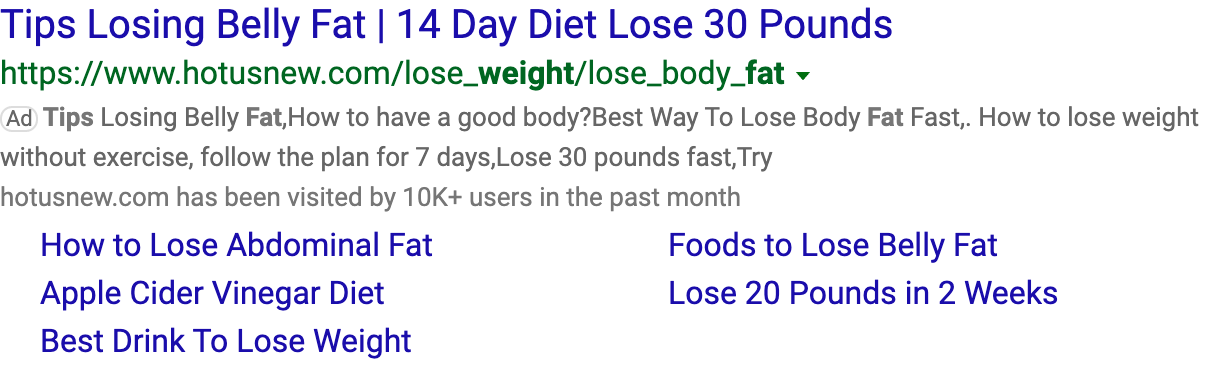 Tips Losing Belly Fat | 14 Day Diet Lose 30 Pounds
https://www.hotusnew.com/lose_weight/lose_body_fat
Ad Tips Losing Belly Fat,How to have a good body?Best Way To Lose Body Fat Fast,. How to lose weight
without exercise, follow the plan for 7 days,Lose 30 pounds fast,Try
hotusnew.com has been visited by 10K+ users in the past month
How to Lose Abdominal Fat
Foods to Lose Belly Fat
Apple Cider Vinegar Diet
Lose 20 Pounds in 2 Weeks
Best Drink To Lose Weight